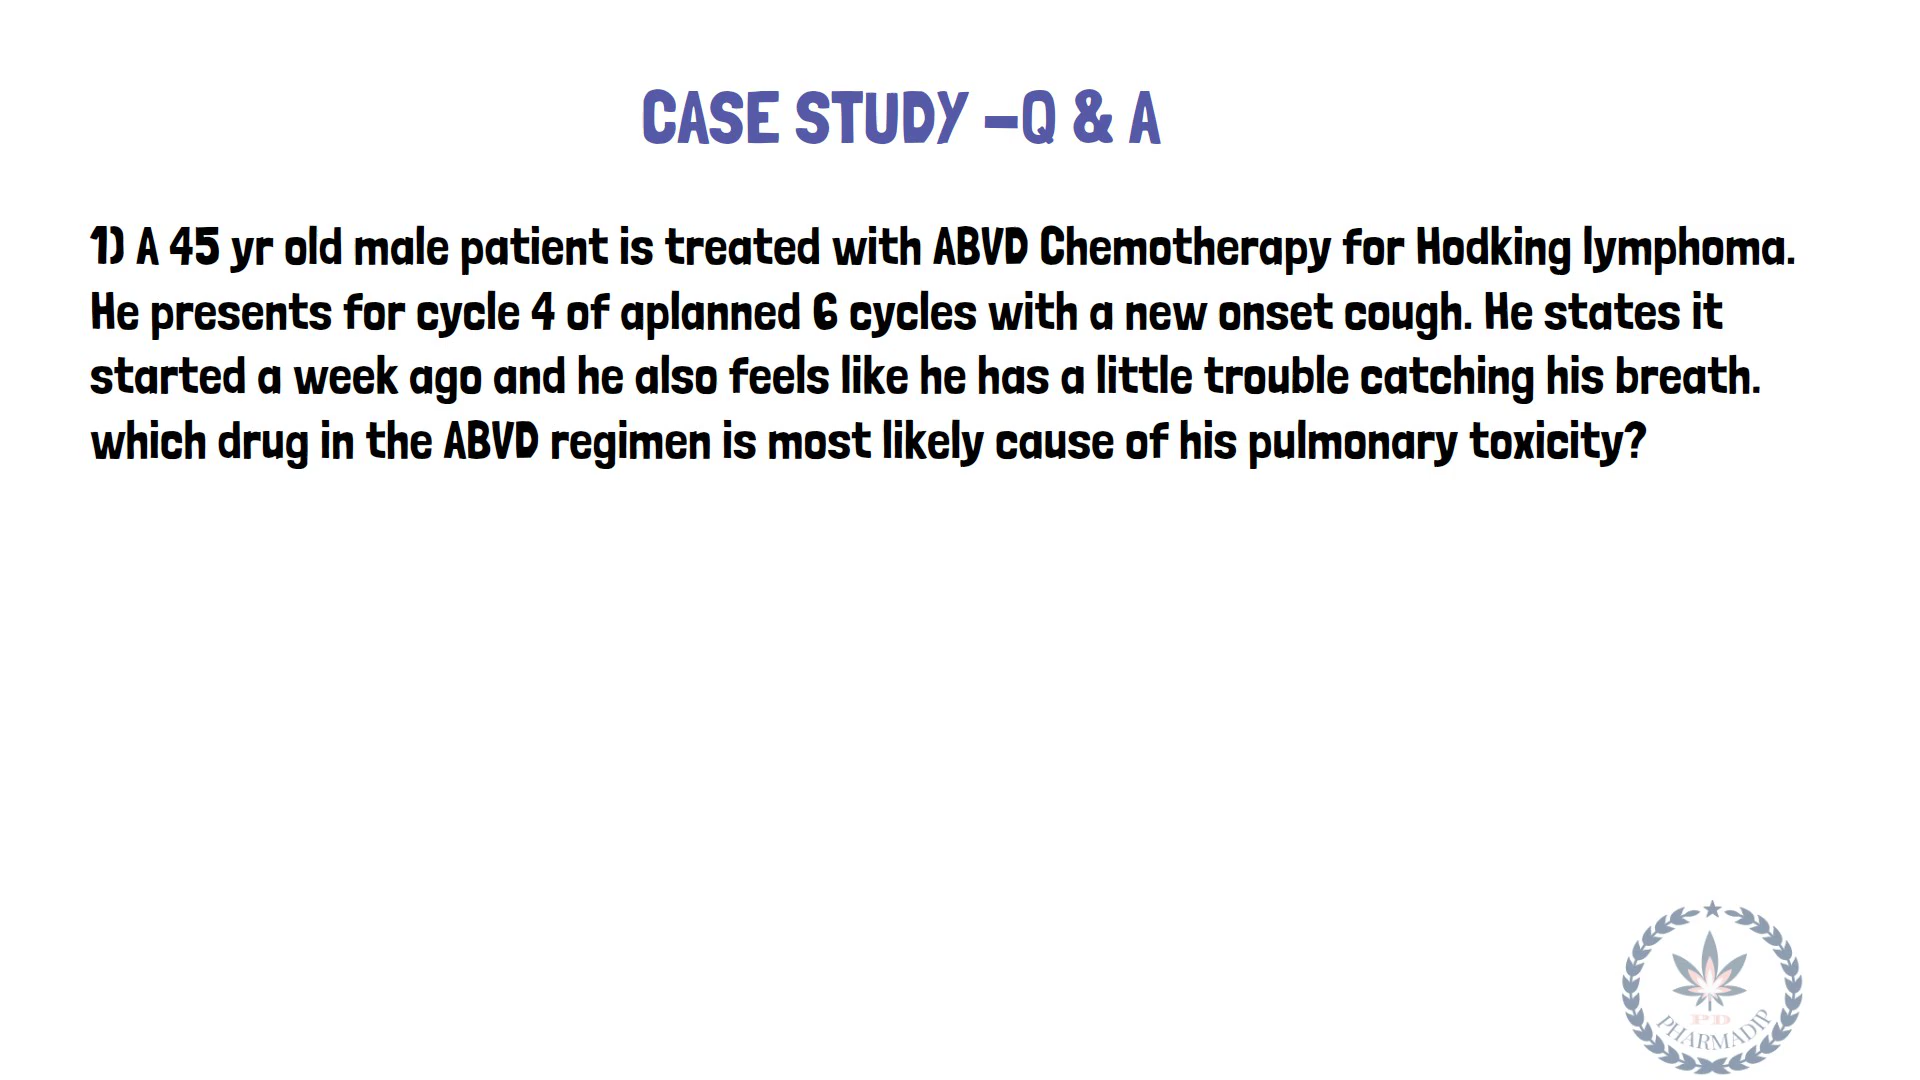 CASE STUDY –Q & A
1) A 45 yr old male patient is treated with ABVD Chemotherapy for Hodking lymphoma.
He presents for cycle 4 of aplanned 6 cycles with a new onset cough. He states it
started a week ago and he also feels like he has a little trouble catching his breath.
which drug in the ABVD regimen is most likely cause of his pulmonary toxicity?
PD
PHARMADIP